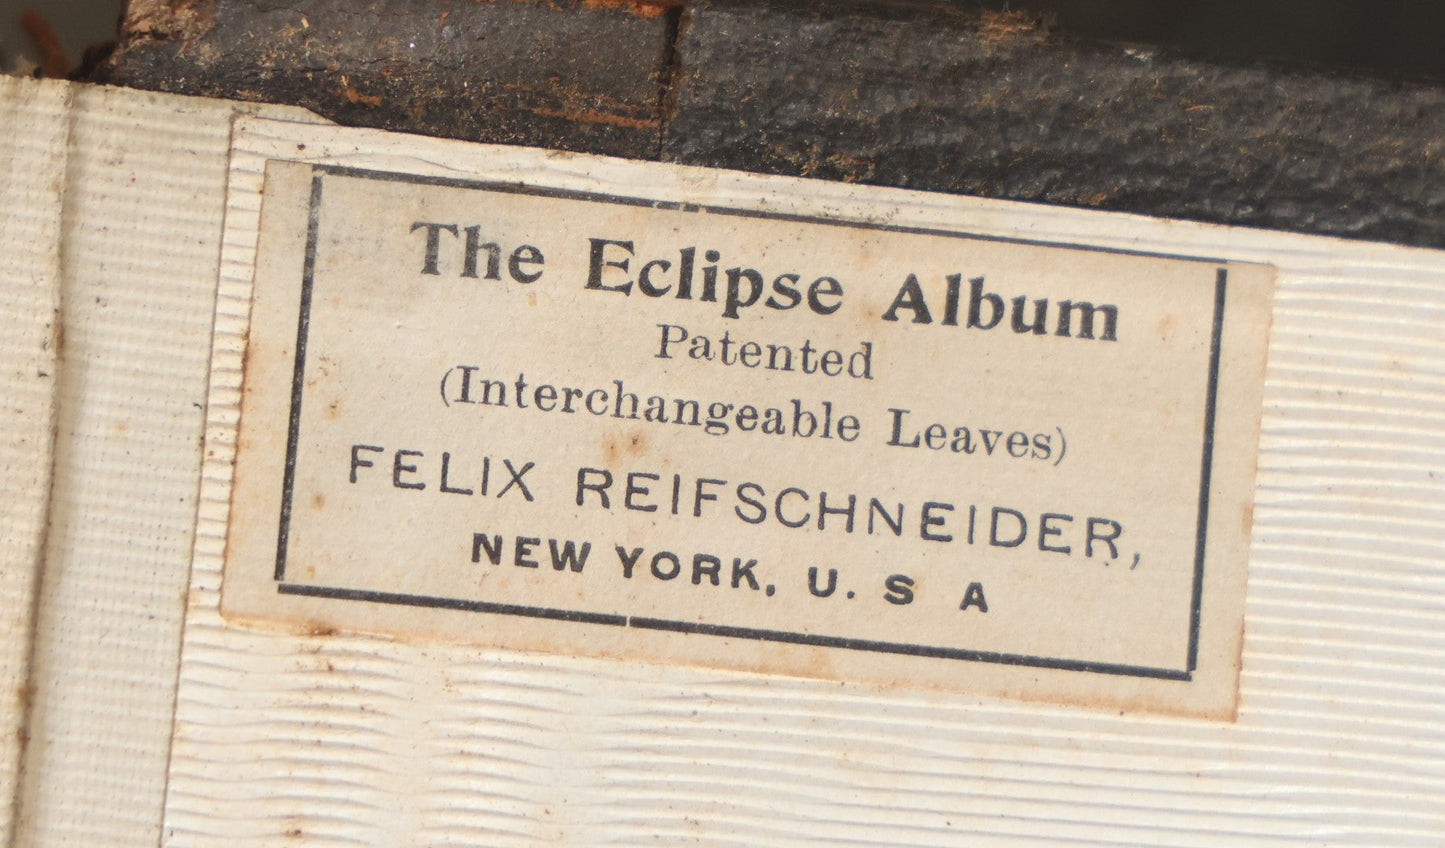 The Eclipse Album
Patented
(Interchangeable Leaves)
FELIX REIFSCHNEIDER,
NEW YORK, U. S A